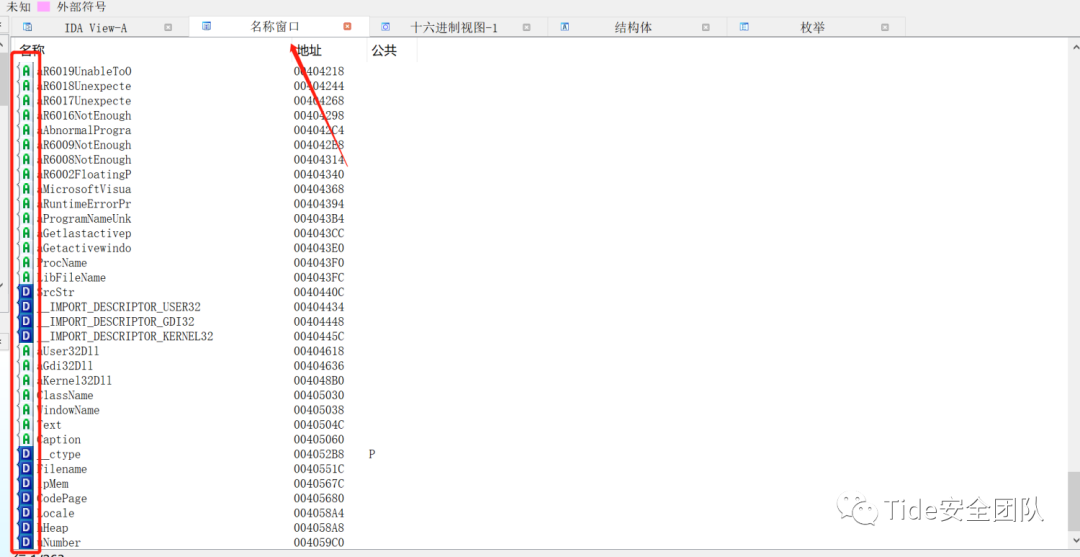 未知 外部符号
IDA View-A 名称窗口 十六进制视图-1 结构体 枚举
名称 地址 公共
A aR6019UnableToO 00404218
A aR6018Unexpecte 00404244
A aR6017Unexpecte 00404268
A aR6016NotEnough 00404298
A aAbnormalProgra 004042C4
A aR6009NotEnough 004042E8
A aR6008NotEnough 00404314
A aR6002FloatingP 00404340
A aMicrosoftVisua 00404368
A aRuntimeErrorPr 00404394
A aProgramNameUnk 004043B4
A aGetlastactivep 004043CC
A aGetactivewindo 004043E0
A ProcName 004043F0
A LibFileName 004043FC
D SrcStr 0040440C
D __IMPORT_DESCRIPTOR_USER32 00404434
D __IMPORT_DESCRIPTOR_GDI32 00404448
D __IMPORT_DESCRIPTOR_KERNEL32 0040445C
A aUser32Dll 00404618
A aGdi32Dll 00404636
A aKernel32Dll 004048B0
A ClassName 00405030
A WindowName 00405038
A Text 0040504C
A Caption 00405060
D __ctype 004052B8 P
D Filename 0040551C
D lpMem 0040567C
D CodePage 00405680
D Locale 004058A4
D hHeap 004058A8
D uNumber 004059C0
Tide安全团队